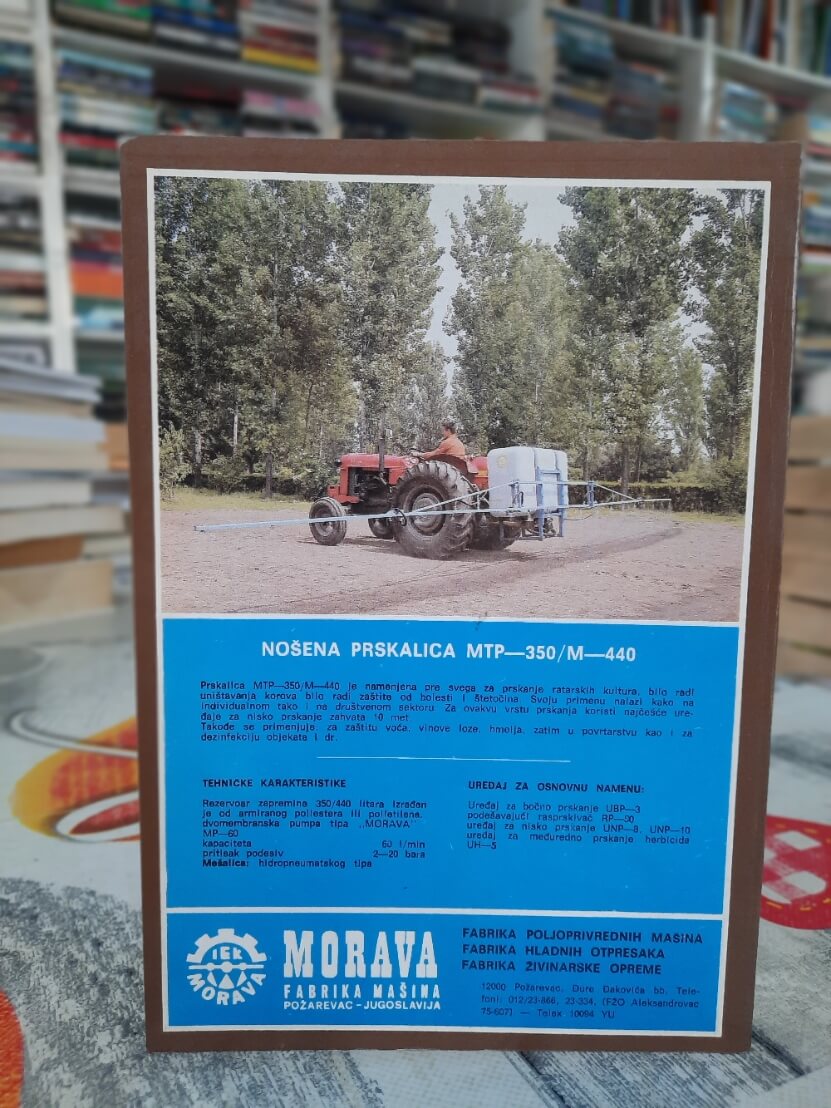 NOŠENA PRSKALICA MTP—350/M—440
Prskalica MTP—350/M—440 je namenjena pre svega za prskanje ratarskih kultura, bilo radi
uništavanja korova bilo radi zaštite od bolesti i štetočina. Svoju primenu nalazi kako na
individualnom tako i na društvenom sektoru. Za ovakvu vrstu prskanja koristi najčešće ure-
đaje za nisko prskanje zahvata 10 met.
Takođe se primenjuje za zaštitu voća, vinove loze, hmelja, zatim u povrtarstvu kao i za
dezinfekciju objekata i dr.
TEHNICKE KARAKTERISTIKE
Rezervoar zapremine 350/440 litara izrađen
je od armiranog poliestera ili polietilena.
dvomembranska pumpa tipa „MORAVA"
MP—60
kapaciteta 60 l/min
pritisak podesiv 2—20 bara
Mešalica: hidropneumatskog tipa
UREĐAJ ZA OSNOVNU NAMENU:
Uređaj za bočno prskanje UBP—3
podešavajući rasprskivač RP—30
uređaj za nisko prskanje UNP—8, UNP—10
uređaj za međuredno prskanje herbicida
UH—5
IEK
MORAVA
MORAVA
FABRIKA MAŠINA
POŽAREVAC-JUGOSLAVIJA
FABRIKA POLJOPRIVREDNIH MAŠINA
FABRIKA HLADNIH OTPRESAKA
FABRIKA ŽIVINARSKE OPREME
12000 Požarevac, Đure Đakovića bb. Tele-
foni: 012/23-866, 23-334, (FZO Aleksandrovac
75-607) — Telex 10094 YU